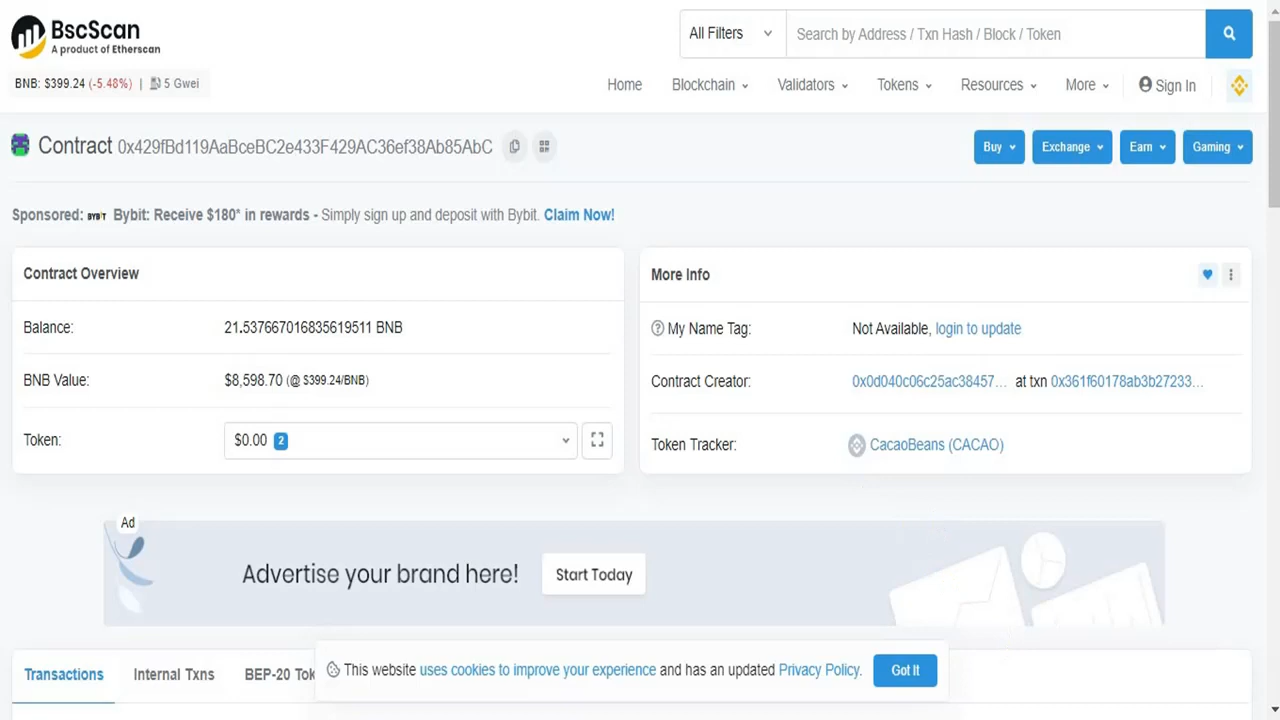 BscScan
A product of Etherscan
All Filters
Search by Address / Txn Hash / Block / Token
BNB: $399.24 (-5.48%) | 5 Gwei
Home Blockchain Validators Tokens Resources More Sign In
Contract 0x429fBd119AaBceBC2e433F429AC36ef38Ab85AbC
Buy Exchange Earn Gaming
Sponsored: BYBIT Bybit: Receive $180* in rewards - Simply sign up and deposit with Bybit. Claim Now!
Contract Overview
Balance: 21.537667016835619511 BNB
BNB Value: $8,598.70 (@ $399.24/BNB)
Token: $0.00 2
More Info
My Name Tag: Not Available, login to update
Contract Creator: 0x0d040c06c25ac38457... at txn 0x361f60178ab3b27233...
Token Tracker: CacaoBeans (CACAO)
Ad
Advertise your brand here! Start Today
Transactions Internal Txns BEP-20 Tok
This website uses cookies to improve your experience and has an updated Privacy Policy. Got It